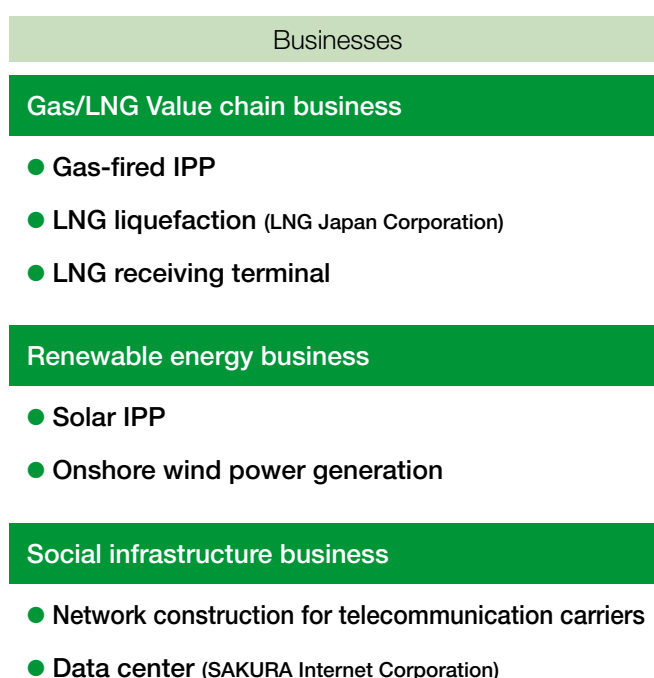 Businesses
Gas/LNG Value chain business
● Gas-fired IPP
● LNG liquefaction (LNG Japan Corporation)
● LNG receiving terminal
Renewable energy business
● Solar IPP
● Onshore wind power generation
Social infrastructure business
● Network construction for telecommunication carriers
● Data center (SAKURA Internet Corporation)